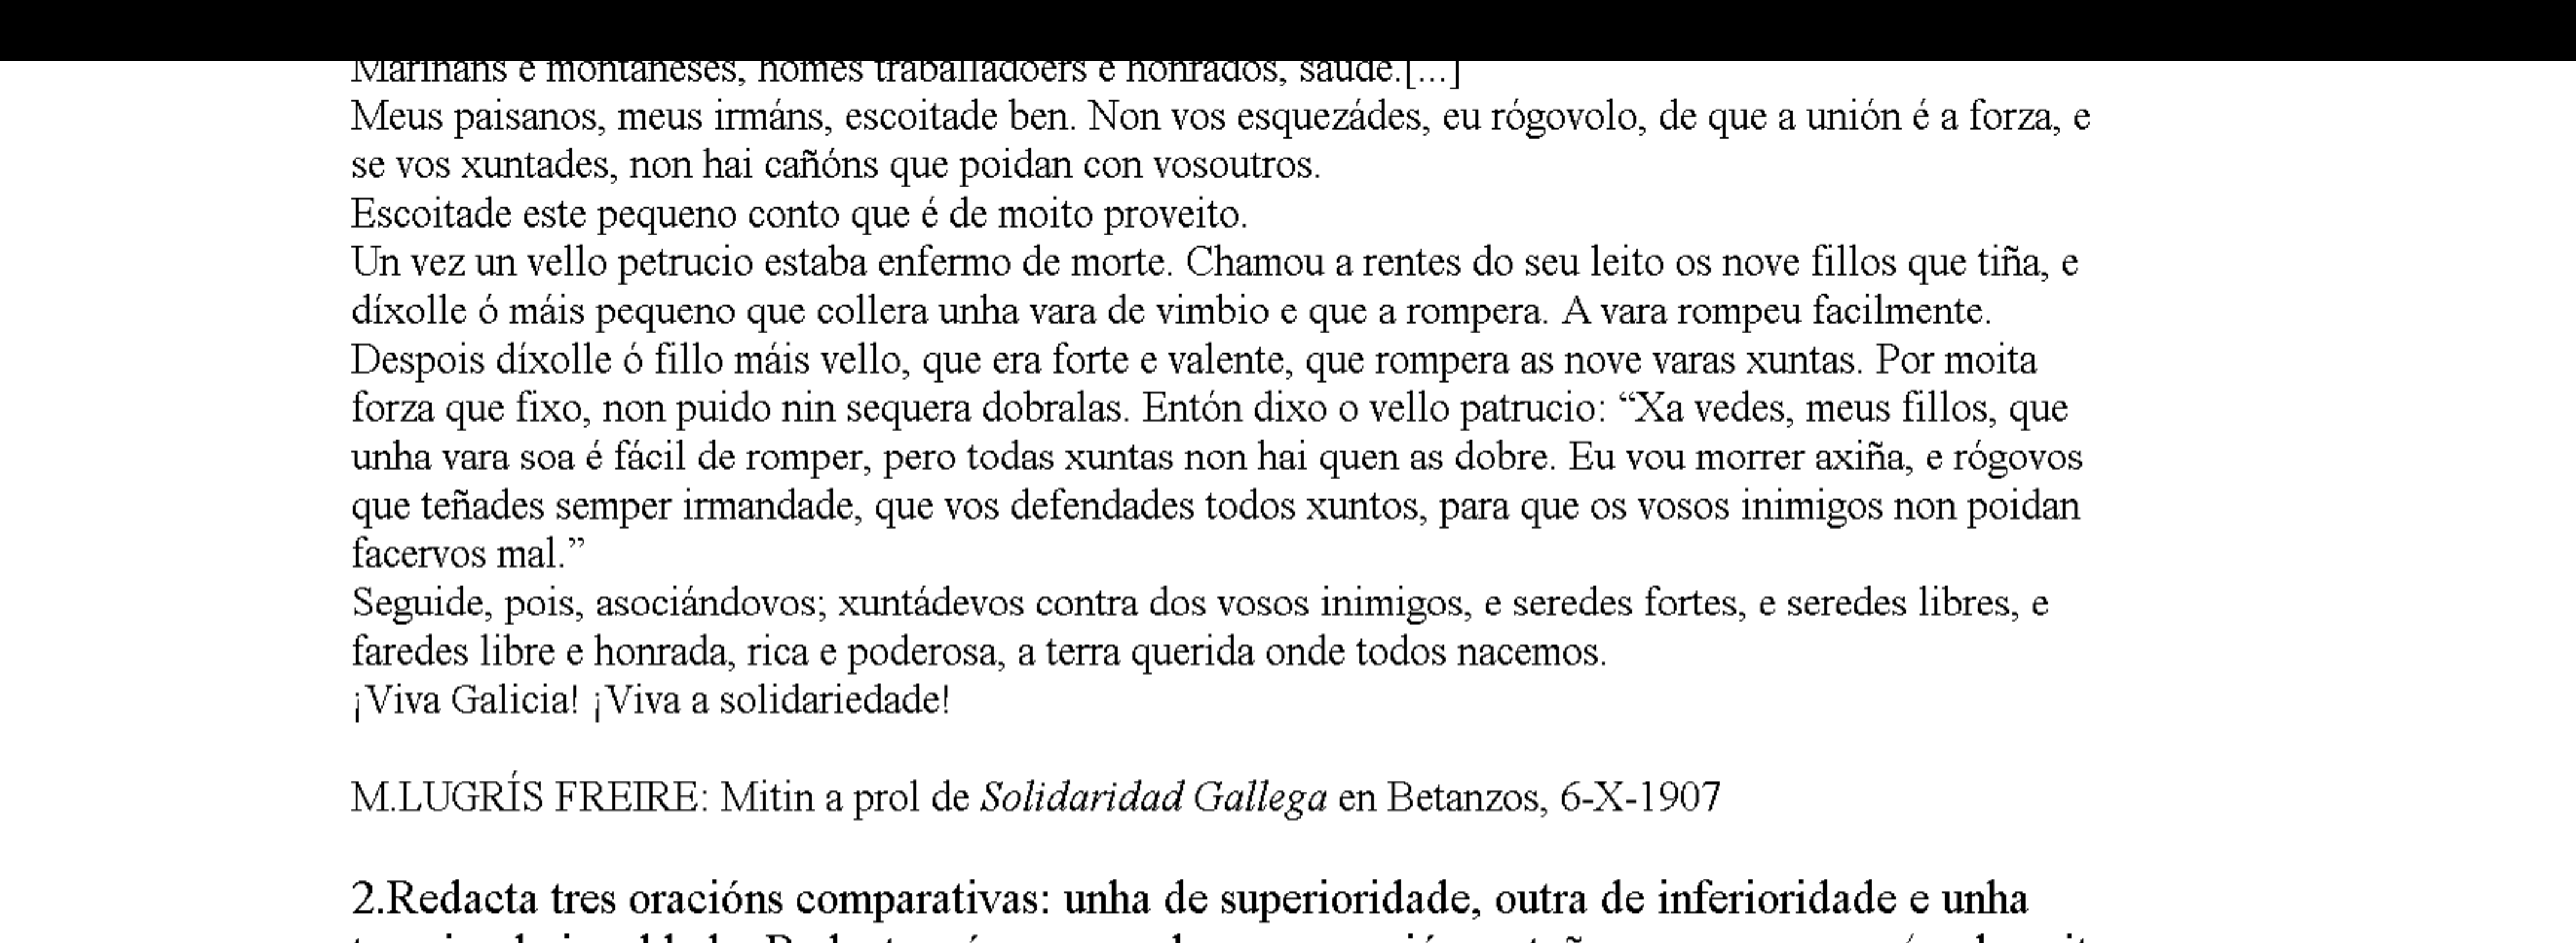 Mariñáns e montañeses, homes traballadoers e honrados, saúde.[...]
Meus paisanos, meus irmáns, escoitade ben. Non vos esquezádes, eu rógovolo, de que a unión é a forza, e
se vos xuntades, non hai cañóns que poidan con vosoutros.
Escoitade este pequeno conto que é de moito proveito.
Un vez un vello petrucio estaba enfermo de morte. Chamou a rentes do seu leito os nove fillos que tiña, e
díxolle ó máis pequeno que collera unha vara de vimbio e que a rompera. A vara rompeu facilmente.
Despois díxolle ó fillo máis vello, que era forte e valente, que rompera as nove varas xuntas. Por moita
forza que fixo, non puido nin sequera dobralas. Entón dixo o vello patrucio: “Xa vedes, meus fillos, que
unha vara soa é fácil de romper, pero todas xuntas non hai quen as dobre. Eu vou morrer axiña, e rógovos
que teñades semper irmandade, que vos defendades todos xuntos, para que os vosos inimigos non poidan
facervos mal.”
Seguide, pois, asociándovos; xuntádevos contra dos vosos inimigos, e seredes fortes, e seredes libres, e
faredes libre e honrada, rica e poderosa, a terra querida onde todos nacemos.
¡Viva Galicia! ¡Viva a solidariedade!
M.LUGRÍS FREIRE: Mitin a prol de Solidaridad Gallega en Betanzos, 6-X-1907
2.Redacta tres oracións comparativas: unha de superioridade, outra de inferioridade e unha